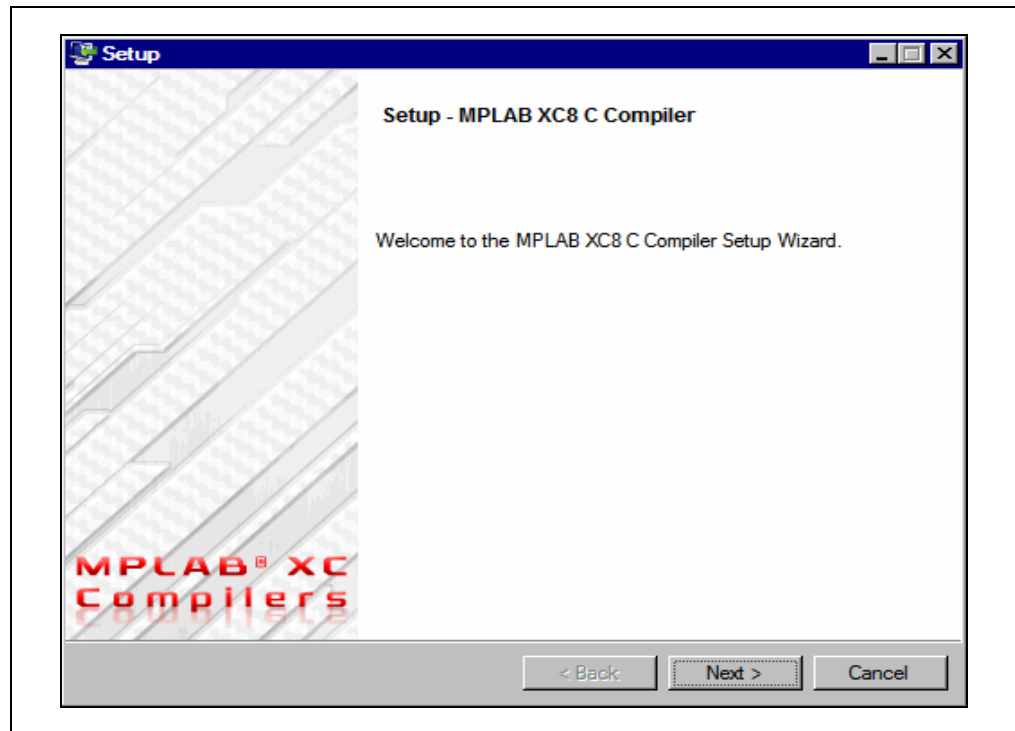 Setup
Setup - MPLAB XC8 C Compiler
Welcome to the MPLAB XC8 C Compiler Setup Wizard.
MPLAB® XC
Compilers
< Back
Next >
Cancel